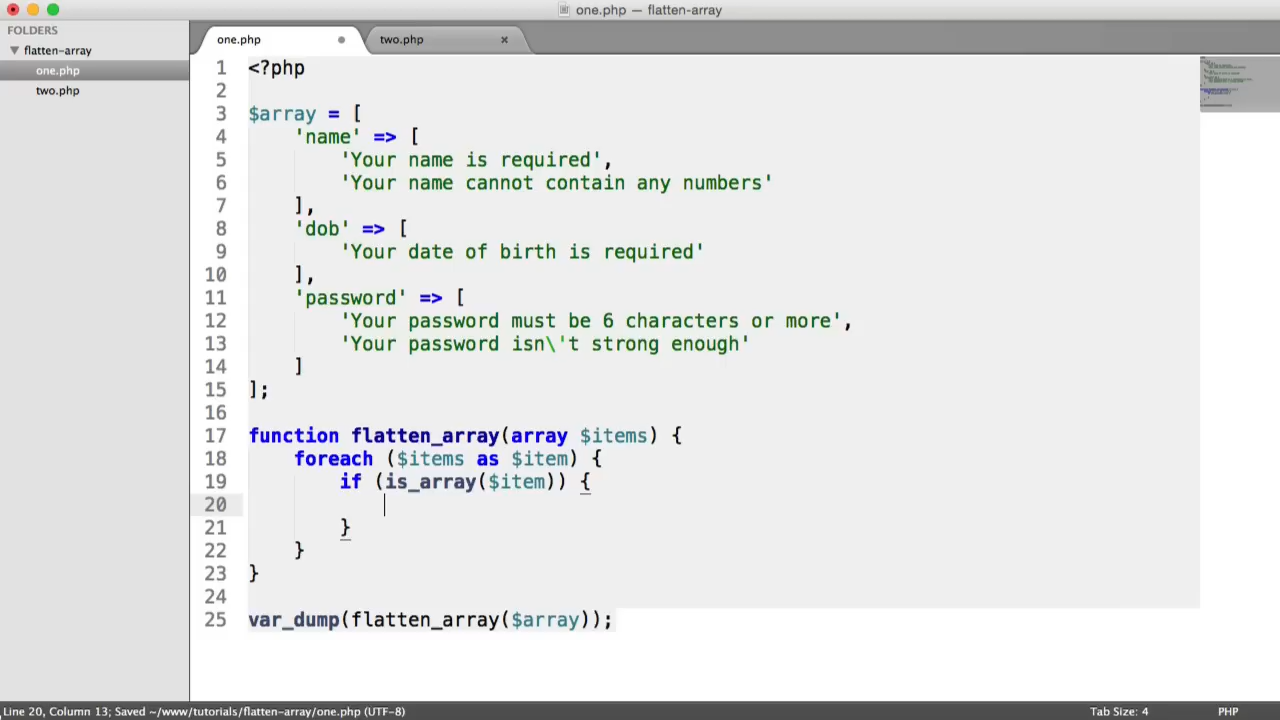 one.php — flatten-array
FOLDERS
flatten-array
one.php
two.php
one.php
two.php
1 <?php
2
3 $array = [
4     'name' => [
5         'Your name is required',
6         'Your name cannot contain any numbers'
7     ],
8     'dob' => [
9         'Your date of birth is required'
10     ],
11     'password' => [
12         'Your password must be 6 characters or more',
13         'Your password isn\'t strong enough'
14     ]
15 ];
16
17 function flatten_array(array $items) {
18     foreach ($items as $item) {
19         if (is_array($item)) {
20
21         }
22     }
23 }
24
25 var_dump(flatten_array($array));
Line 20, Column 13; Saved ~/www/tutorials/flatten-array/one.php (UTF-8)
Tab Size: 4
PHP